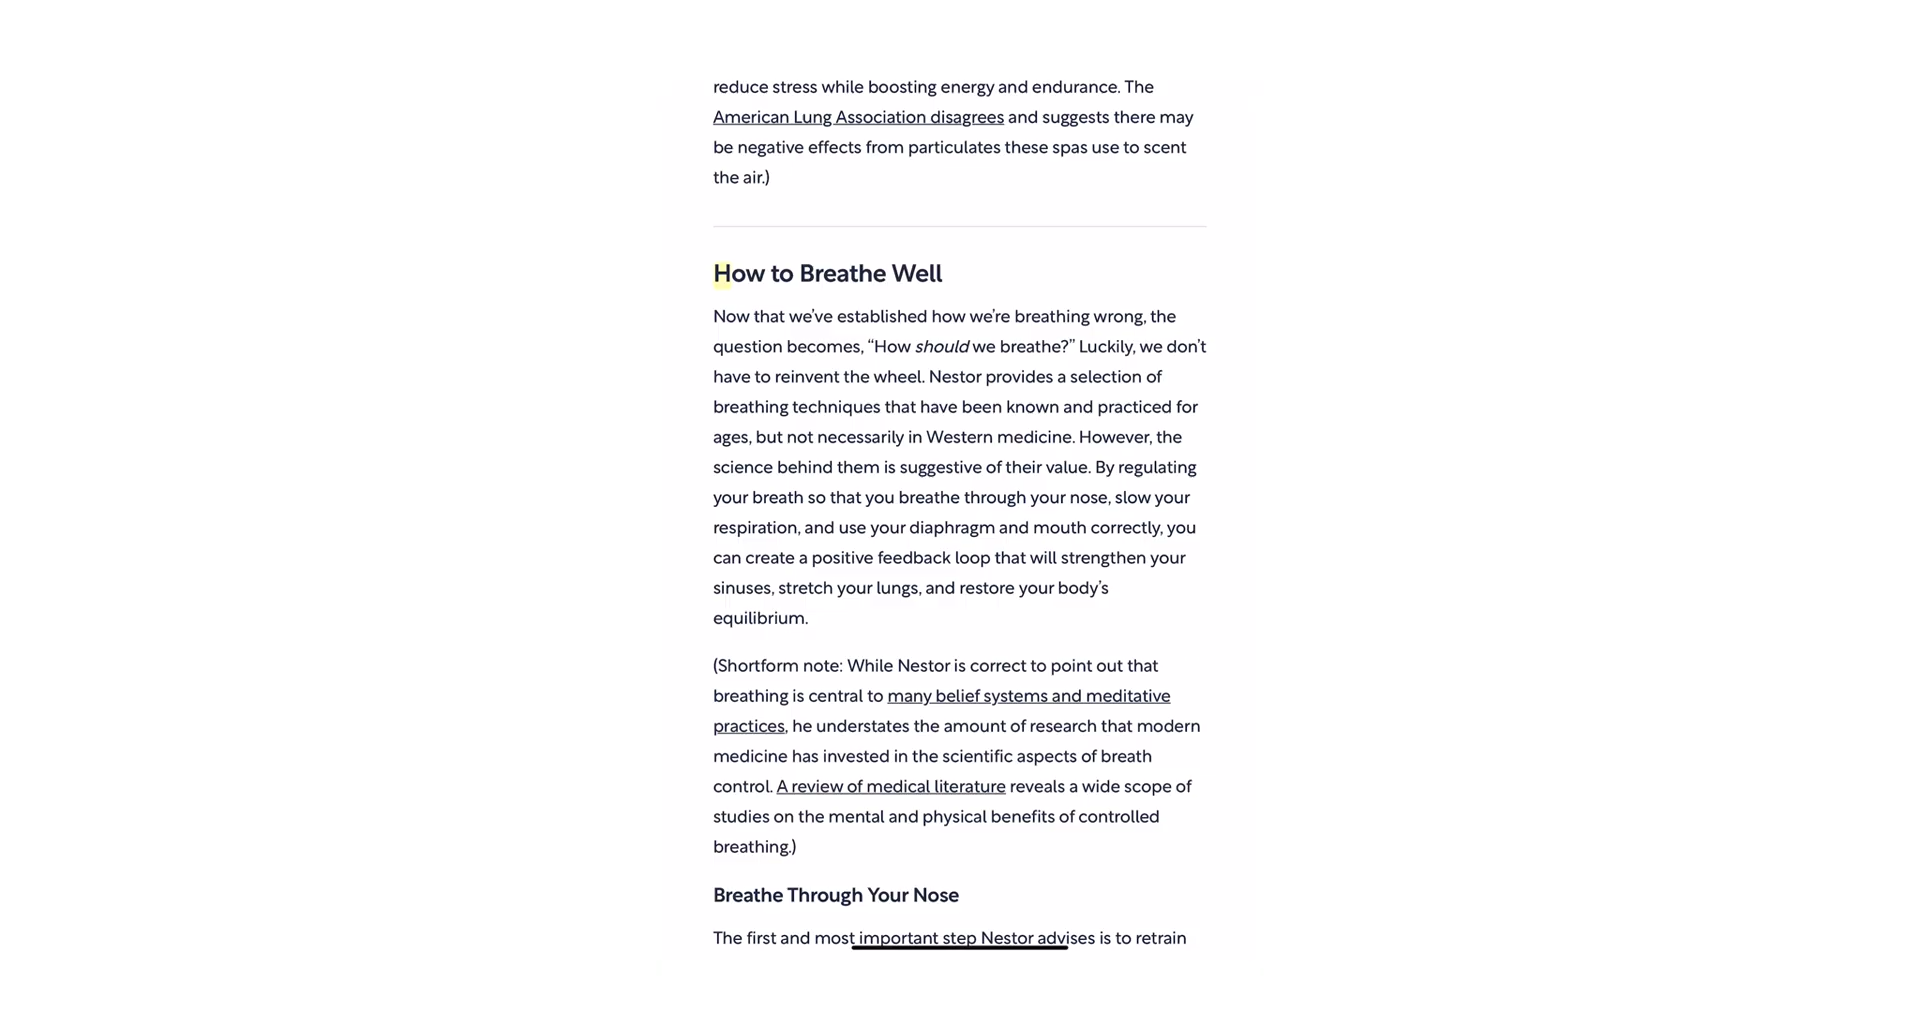 reduce stress while boosting energy and endurance. The
American Lung Association disagrees and suggests there may
be negative effects from particulates these spas use to scent
the air.)
How to Breathe Well
Now that we’ve established how we’re breathing wrong, the
question becomes, “How should we breathe?” Luckily, we don’t
have to reinvent the wheel. Nestor provides a selection of
breathing techniques that have been known and practiced for
ages, but not necessarily in Western medicine. However, the
science behind them is suggestive of their value. By regulating
your breath so that you breathe through your nose, slow your
respiration, and use your diaphragm and mouth correctly, you
can create a positive feedback loop that will strengthen your
sinuses, stretch your lungs, and restore your body’s
equilibrium.
(Shortform note: While Nestor is correct to point out that
breathing is central to many belief systems and meditative
practices, he understates the amount of research that modern
medicine has invested in the scientific aspects of breath
control. A review of medical literature reveals a wide scope of
studies on the mental and physical benefits of controlled
breathing.)
Breathe Through Your Nose
The first and most important step Nestor advises is to retrain